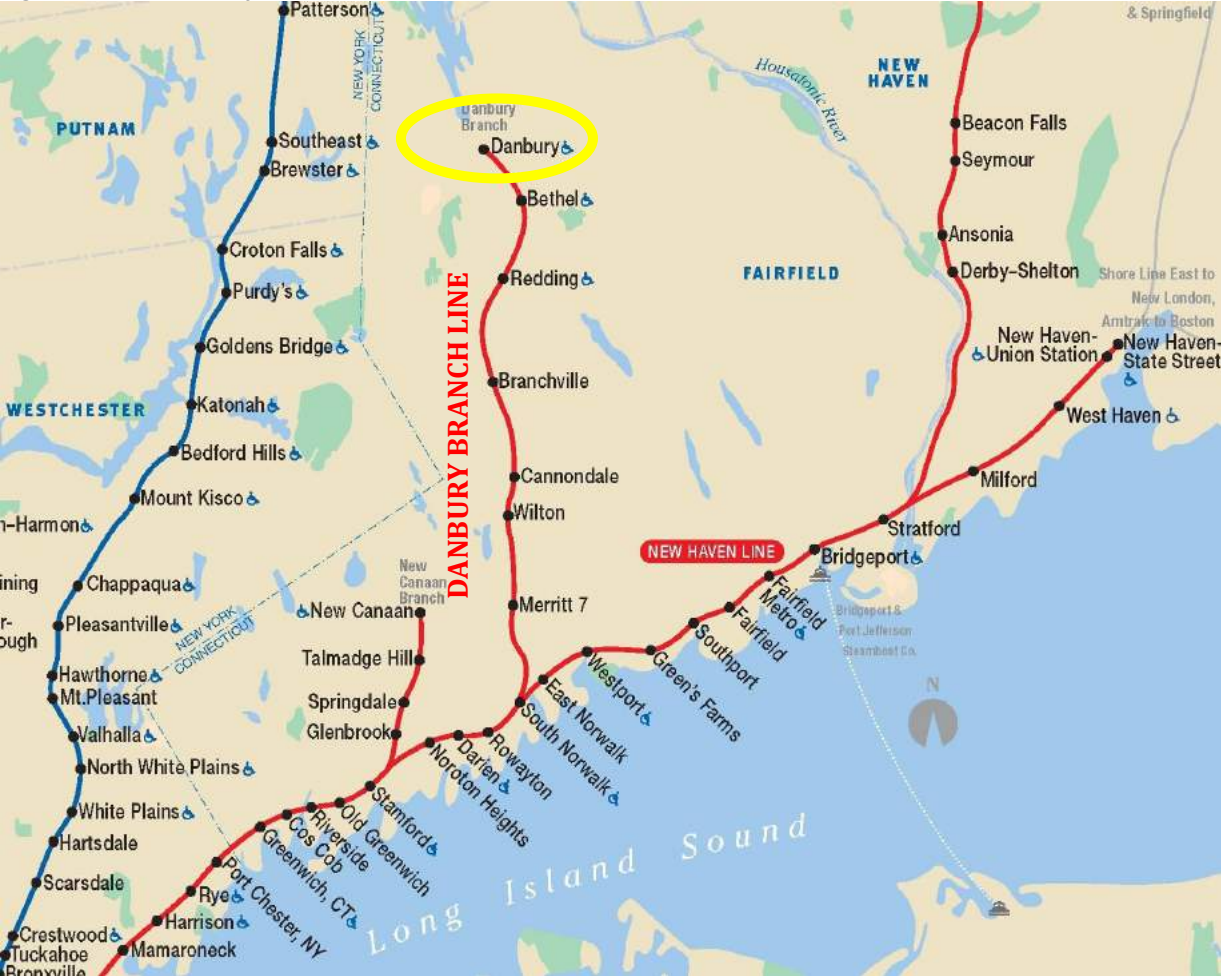 Patterson
& Springfield
NEW YORK
CONNECTICUT
Housatonic River
NEW
HAVEN
PUTNAM
Danbury
Branch
Danbury
Southeast
Brewster
Bethel
Beacon Falls
Seymour
Croton Falls
Purdy's
Redding
FAIRFIELD
Ansonia
Derby-Shelton
Shore Line East to
New London,
Amtrak to Boston
New Haven-
Union Station
New Haven-
State Street
Goldens Bridge
DANBURY BRANCH LINE
Branchville
WESTCHESTER
Katonah
West Haven
Bedford Hills
Cannondale
Milford
Mount Kisco
Wilton
n-Harmon
Stratford
NEW HAVEN LINE
Bridgeport
ining
Chappaqua
New
Canaan
Branch
New Canaan
Merritt 7
Fairfield
Metro
Bridgeport &
Port Jefferson
Steamboat Co.
r-
ough
Pleasantville
NEW YORK
CONNECTICUT
Talmadge Hill
Fairfield
Southport
Green's Farms
Westport
East Norwalk
South Norwalk
Hawthorne
Mt.Pleasant
Springdale
Glenbrook
Rowayton
Darien
Noroton Heights
N
Valhalla
North White Plains
White Plains
Stamford
Old Greenwich
Riverside
Cos Cob
Greenwich, CT
Port Chester, NY
Hartsdale
Scarsdale
Rye
Harrison
Mamaroneck
Long Island Sound
Crestwood
Tuckahoe
Bronxville